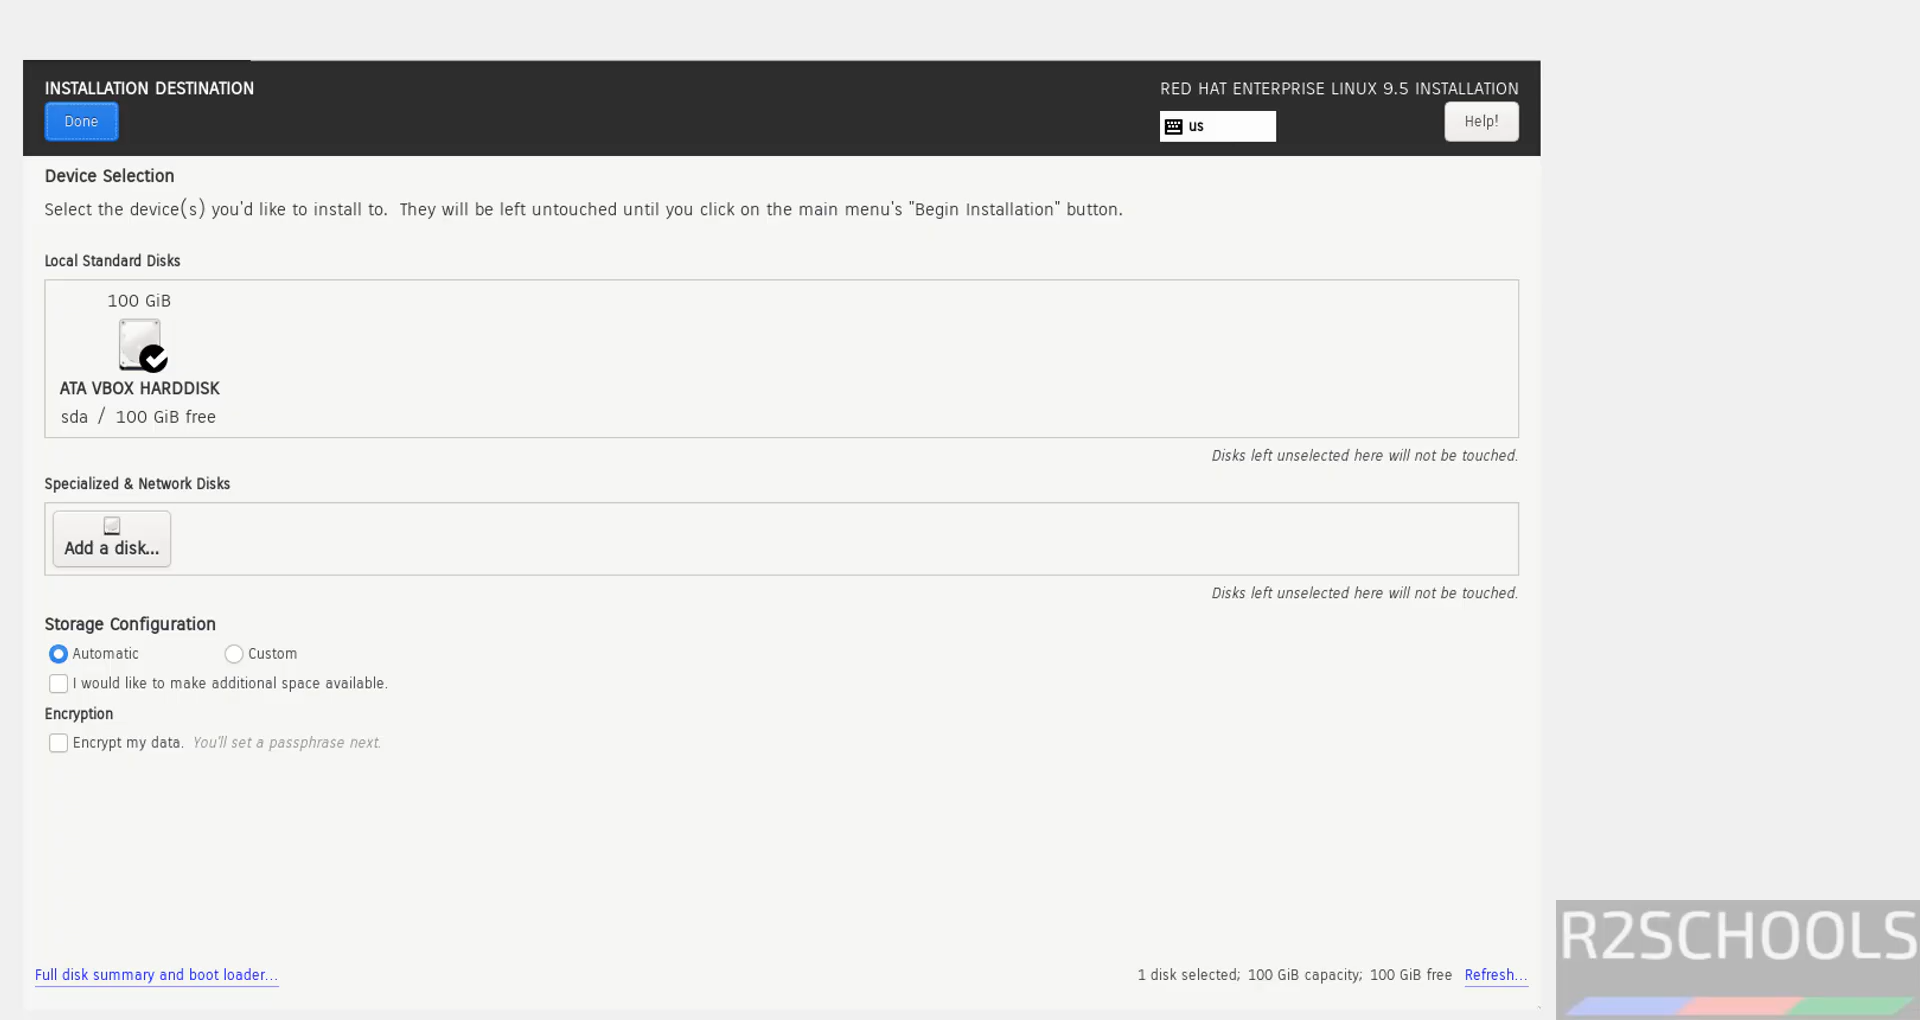 INSTALLATION DESTINATION
RED HAT ENTERPRISE LINUX 9.5 INSTALLATION
Done
us
Help!
Device Selection
Select the device(s) you'd like to install to.  They will be left untouched until you click on the main menu's "Begin Installation" button.
Local Standard Disks
100 GiB
ATA VBOX HARDDISK
sda / 100 GiB free
Disks left unselected here will not be touched.
Specialized & Network Disks
Add a disk...
Disks left unselected here will not be touched.
Storage Configuration
Automatic
Custom
I would like to make additional space available.
Encryption
Encrypt my data. You'll set a passphrase next.
Full disk summary and boot loader...
1 disk selected; 100 GiB capacity; 100 GiB free Refresh...
R2SCHOOLS